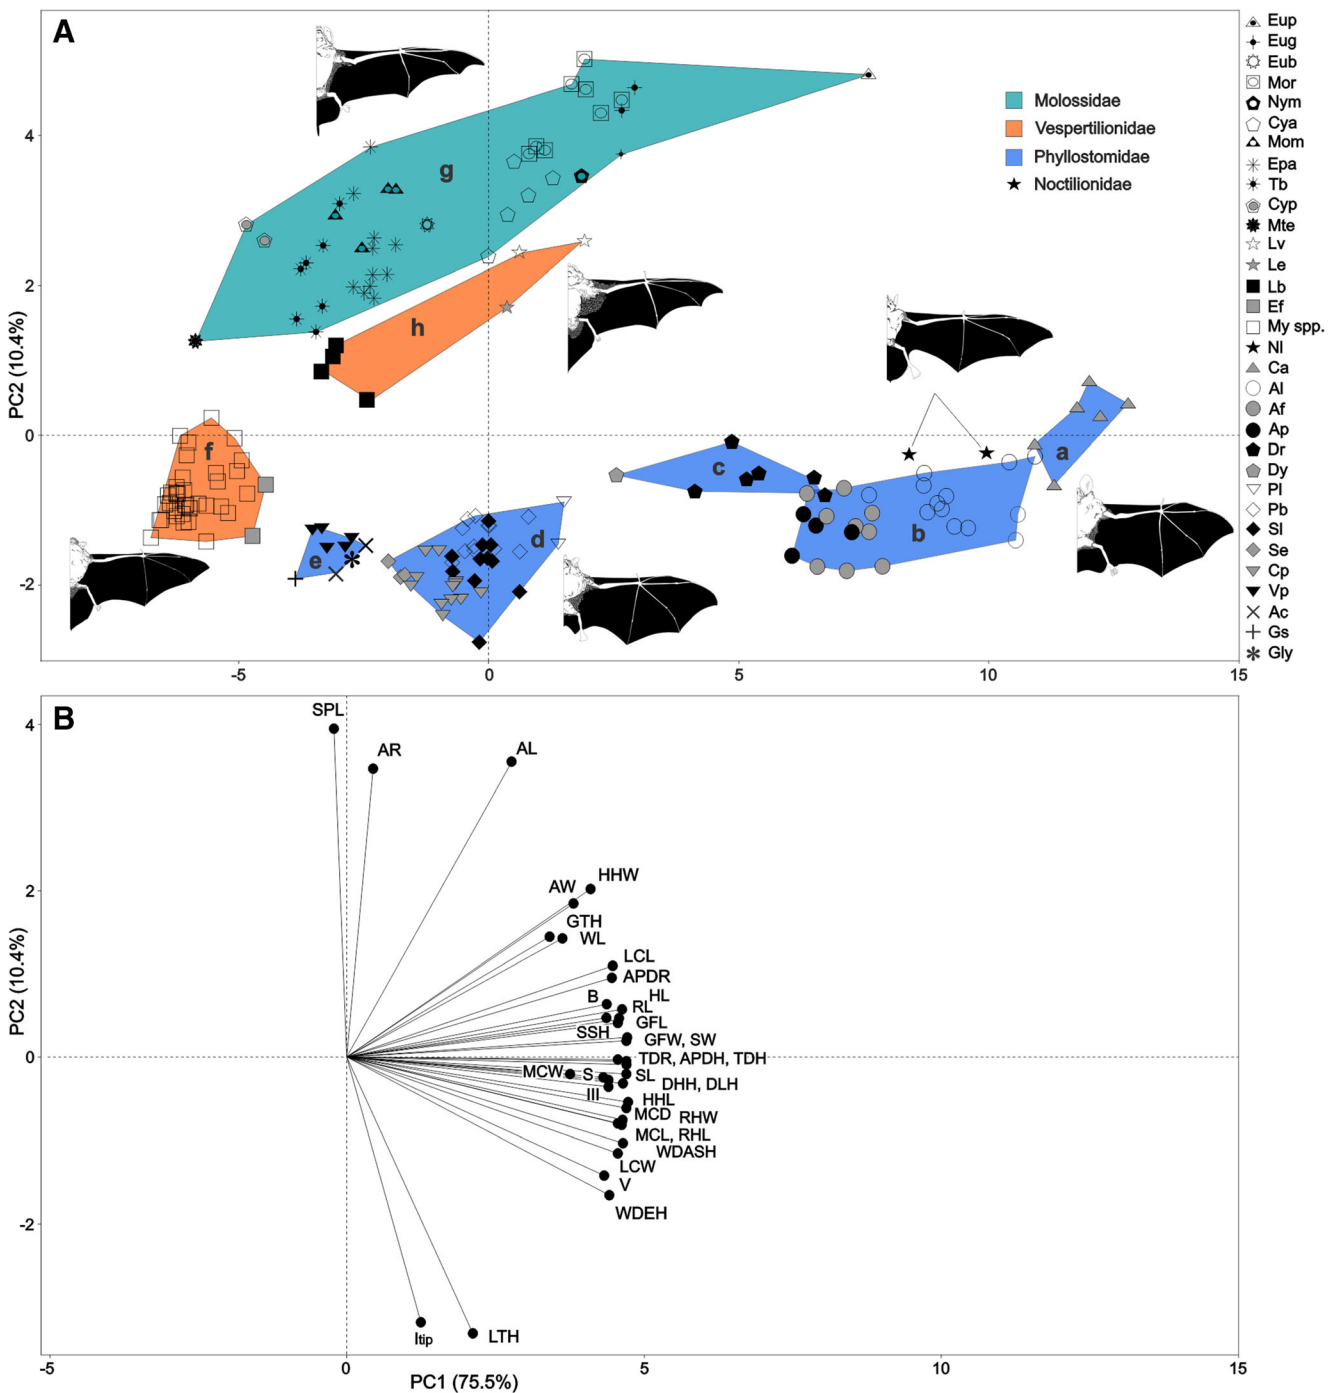 A
Molossidae
Vespertilionidae
Phyllostomidae
Noctilionidae
Eup
Eug
Eub
Mor
Nym
Cya
Mom
Epa
Tb
Cyp
Mte
Lv
Le
Lb
Ef
My spp.
Nl
Ca
Al
Af
Ap
Dr
Dy
Pl
Pb
Sl
Se
Cp
Vp
Ac
Gs
Gly
PC2 (10.4%)
4
2
0
-2
g
h
f
e
d
c
b
a
-5
0
5
10
15
B
PC2 (10.4%)
4
2
0
-2
SPL
AR
AL
HHW
AW
GTH
WL
LCL
APDR
B
HL
RL
GFL
SSH
GFW, SW
TDR, APDH, TDH
MCW
S
SL
DHH, DLH
III
HHL
MCD
RHW
MCL, RHL
WDASH
LCW
V
WDEH
Itip
LTH
-5
0
5
10
15
PC1 (75.5%)